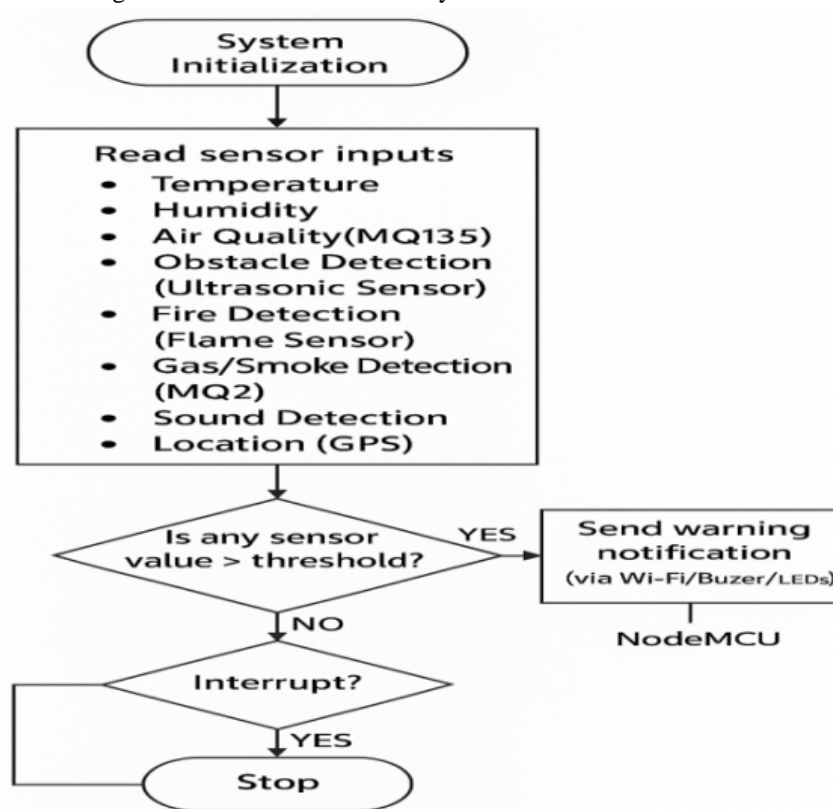 System
Initialization
Read sensor inputs
• Temperature
• Humidity
• Air Quality(MQ135)
• Obstacle Detection
(Ultrasonic Sensor)
• Fire Detection
(Flame Sensor)
• Gas/Smoke Detection
(MQ2)
• Sound Detection
• Location (GPS)
Is any sensor
value > threshold?
YES
Send warning
notification
(via Wi-Fi/Buzer/LEDs)
NodeMCU
NO
Interrupt?
YES
Stop